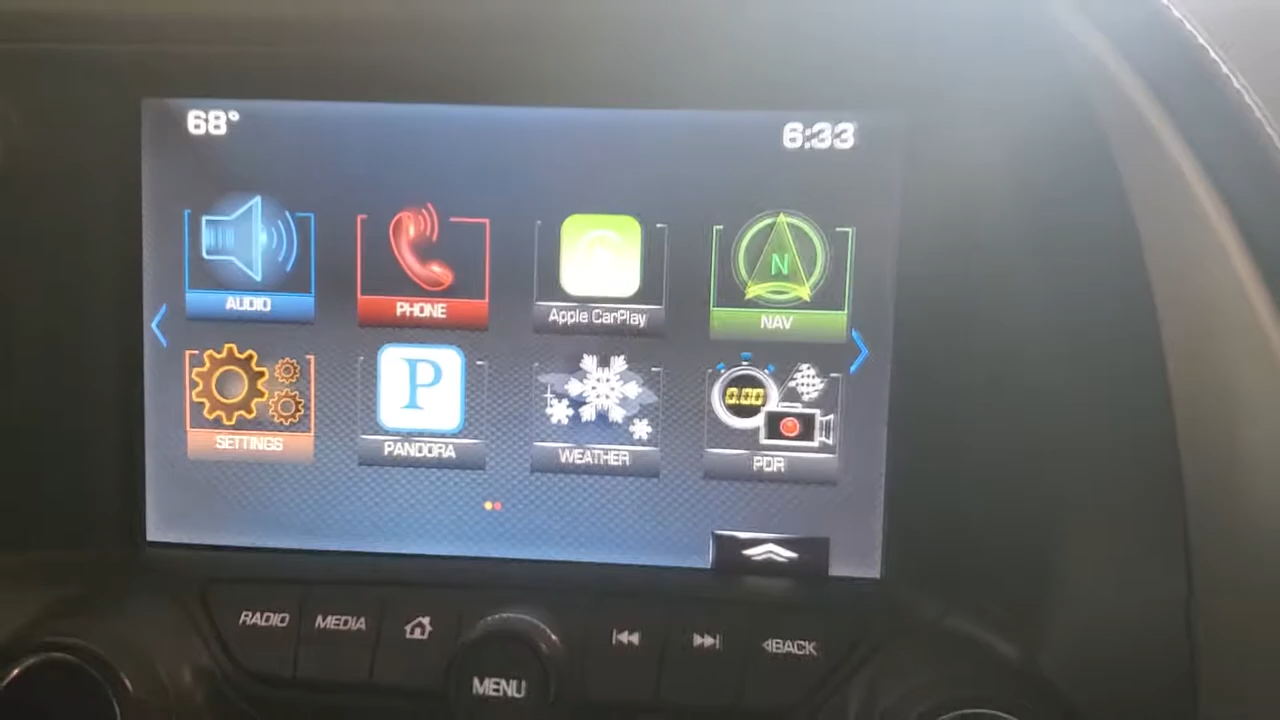 68°
6:33
AUDIO
PHONE
Apple CarPlay
N
NAV
SETTINGS
P
PANDORA
WEATHER
0.00
PDR
RADIO
MEDIA
MENU
BACK